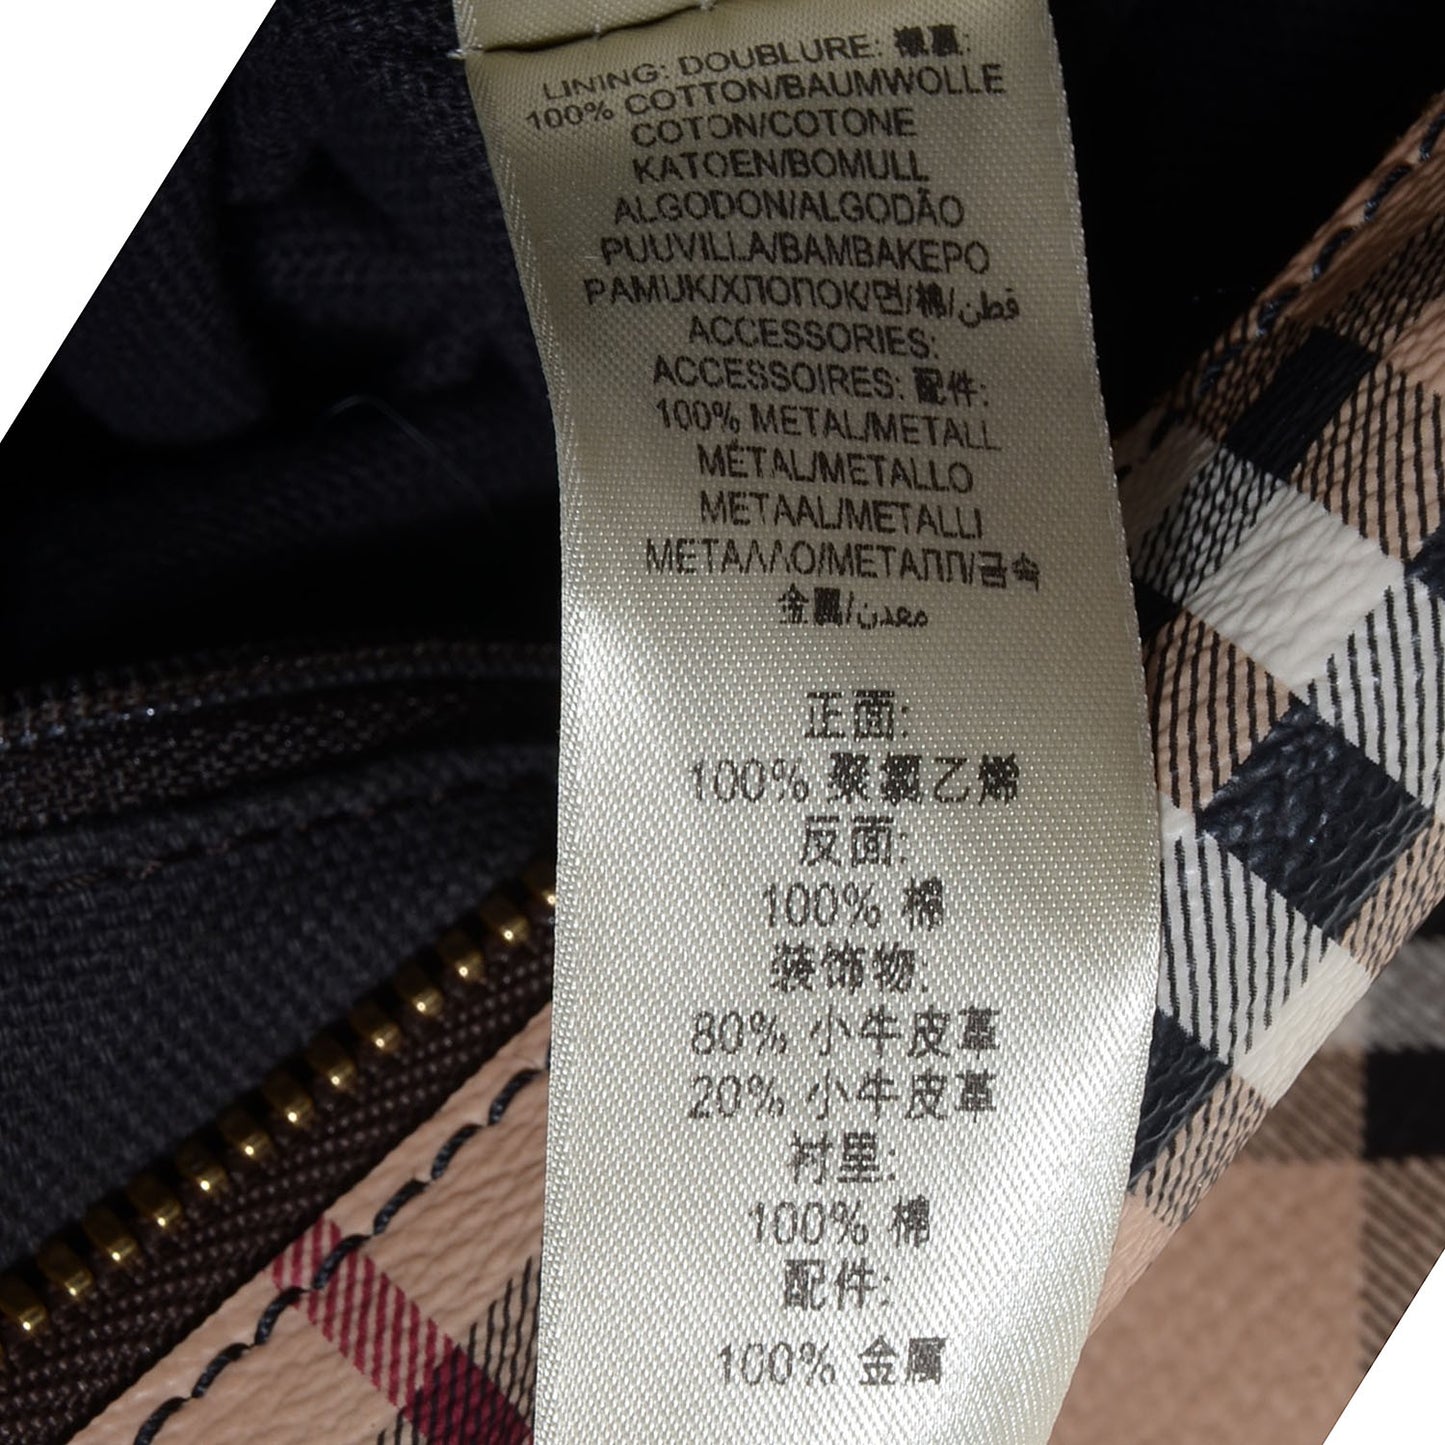 LINING: DOUBLURE: 襯裏:
100% COTTON/BAUMWOLLE
COTON/COTONE
KATOEN/BOMULL
ALGODON/ALGODÃO
PUUVILLA/BAMBAKEPO
PAMUK/ХЛОПОК/면/棉/قطن
ACCESSORIES:
ACCESSOIRES: 配件:
100% METAL/METALL
MÉTAL/METALLO
METAAL/METALLI
ΜΕΤΑΛΛΟ/МЕТАЛЛ/금속
金屬/معدن
正面:
100% 聚氯乙烯
反面:
100% 棉
装饰物:
80% 小牛皮革
20% 小牛皮革
衬里:
100% 棉
配件:
100% 金属